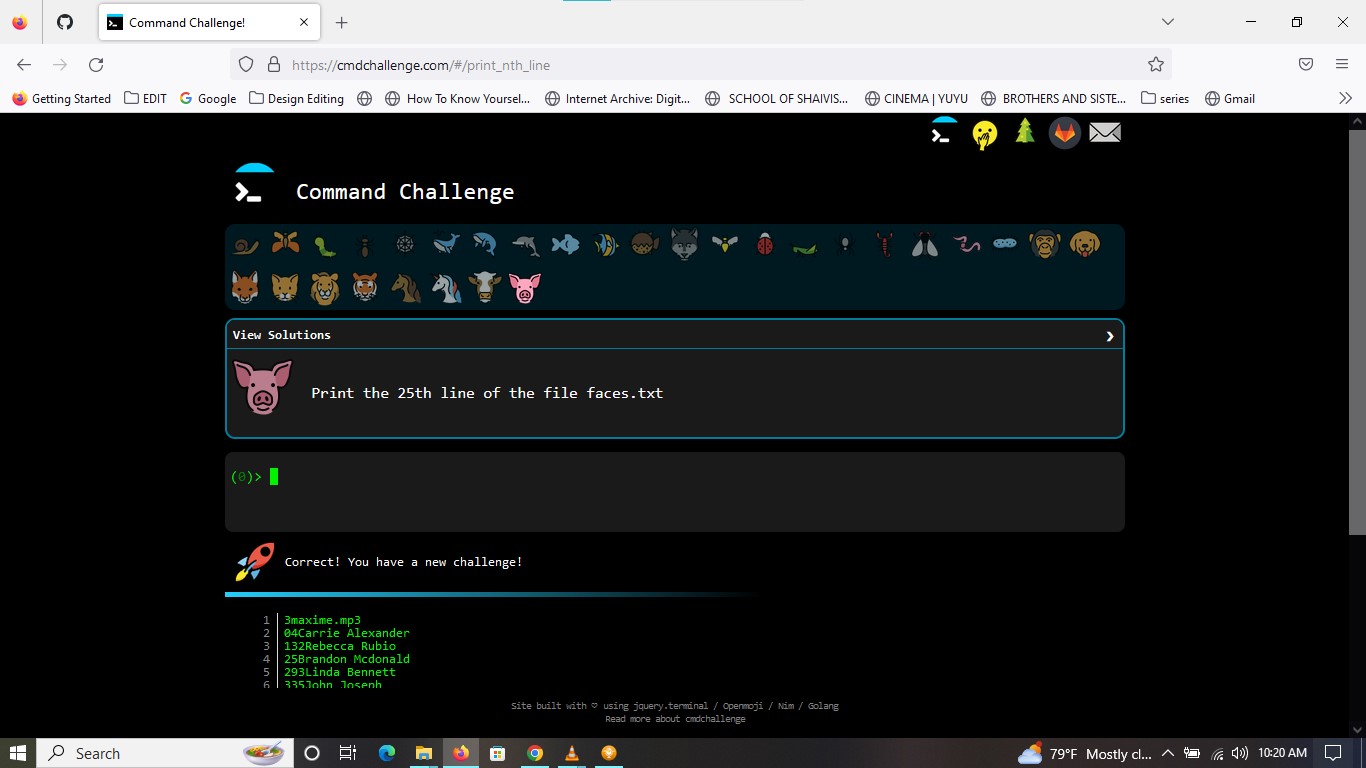 Command Challenge!
https://cmdchallenge.com/#/print_nth_line
Getting Started EDIT Google Design Editing How To Know Yoursel... Internet Archive: Digit... SCHOOL OF SHAIVIS... CINEMA | YUYU BROTHERS AND SISTE... series Gmail
Command Challenge
View Solutions
Print the 25th line of the file faces.txt
(0)>
Correct! You have a new challenge!
1 3maxime.mp3
2 04Carrie Alexander
3 132Rebecca Rubio
4 25Brandon Mcdonald
5 293Linda Bennett
6 335John Joseph
Site built with ♡ using jquery.terminal / Openmoji / Nim / Golang
Read more about cmdchallenge
Search 79°F Mostly cl... 10:20 AM